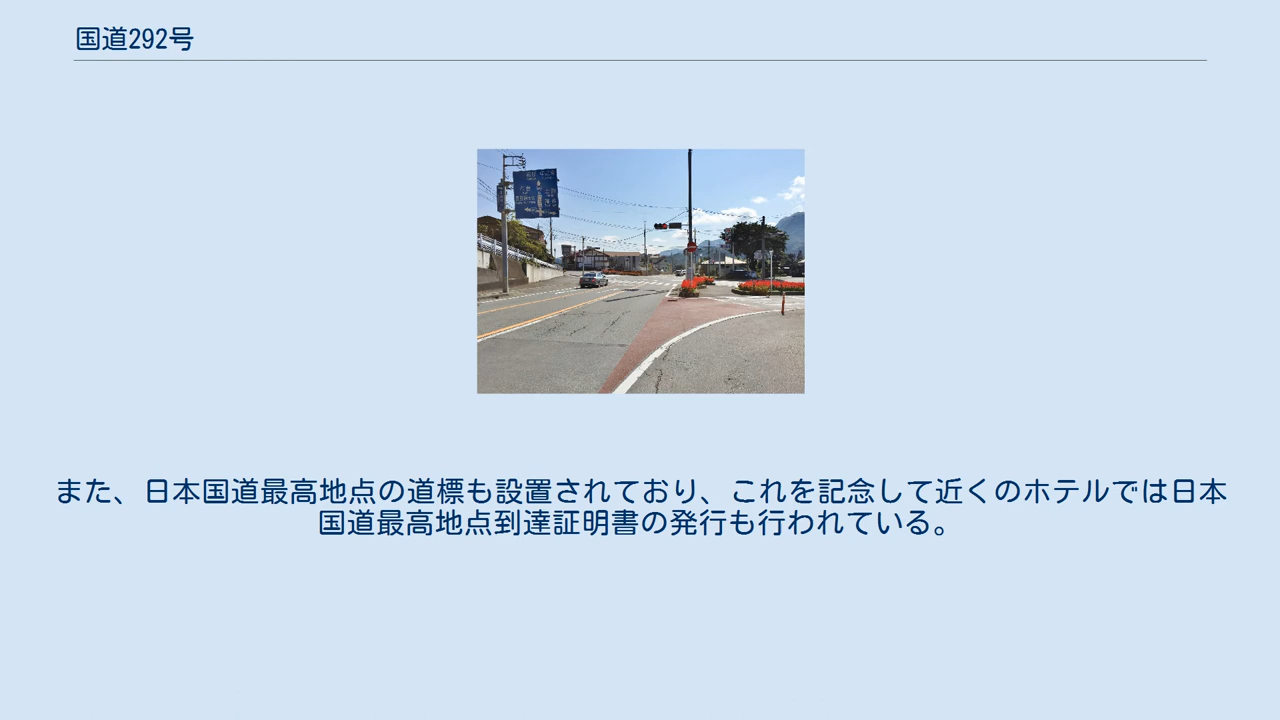 国道292号
また、日本国道最高地点の道標も設置されており、これを記念して近くのホテルでは日本
国道最高地点到達証明書の発行も行われている。